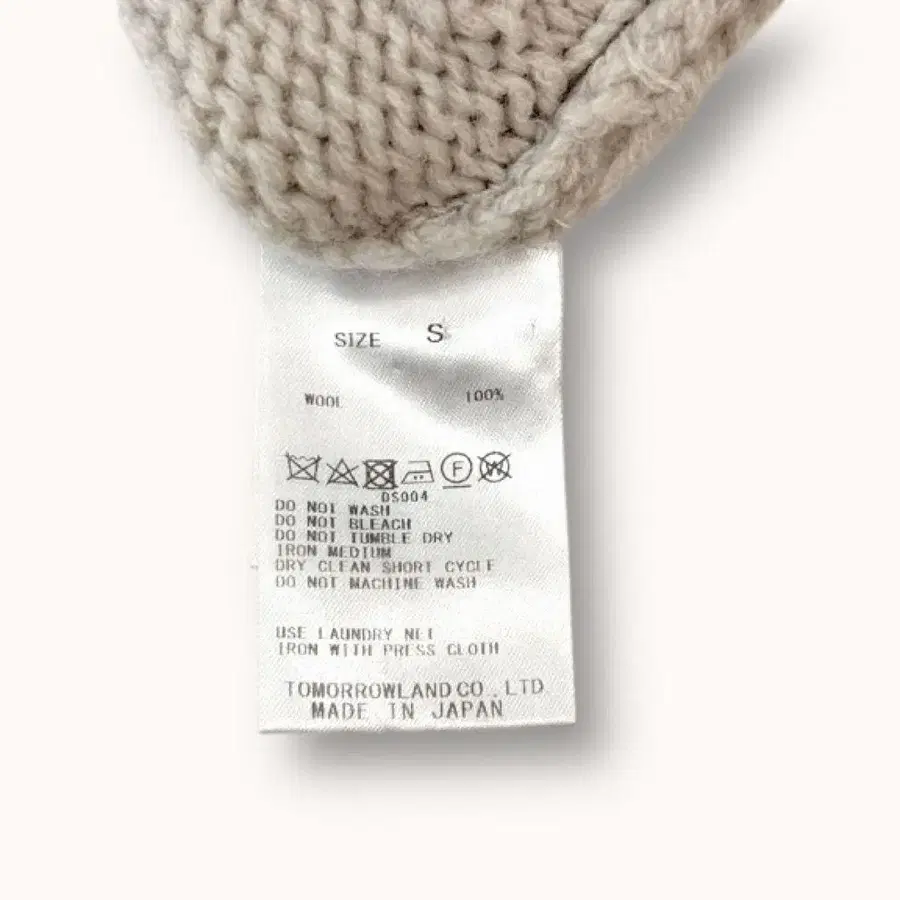 SIZE S
WOOL 100%
F W
DS004
DO NOT WASH
DO NOT BLEACH
DO NOT TUMBLE DRY
IRON MEDIUM
DRY CLEAN SHORT CYCLE
DO NOT MACHINE WASH
USE LAUNDRY NET
IRON WITH PRESS CLOTH
TOMORROWLAND CO., LTD
MADE IN JAPAN